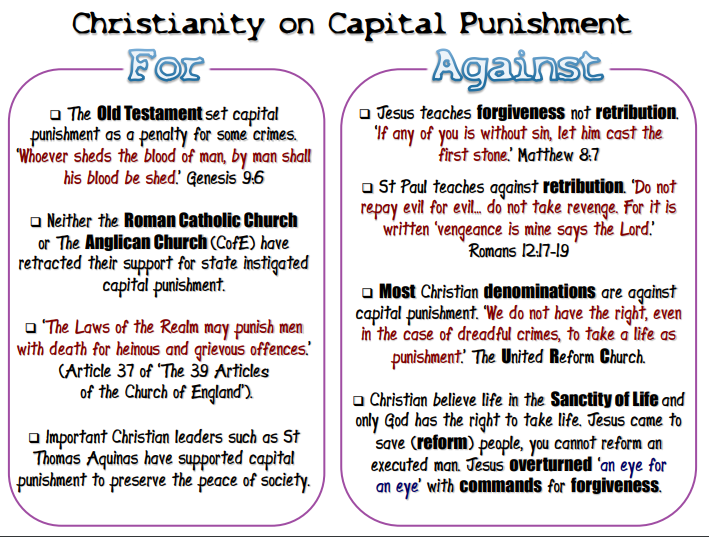 Christianity on Capital Punishment
For
❑ The Old Testament set capital
punishment as a penalty for some crimes.
'Whoever sheds the blood of man, by man shall
his blood be shed.' Genesis 9:6
❑ Neither the Roman Catholic Church
or The Anglican Church (CofE) have
retracted their support for state instigated
capital punishment.
❑ 'The Laws of the Realm may punish men
with death for heinous and grievous offences.'
(Article 37 of 'The 39 Articles
of the Church of England').
❑ Important Christian leaders such as St
Thomas Aquinas have supported capital
punishment to preserve the peace of society.
Against
❑ Jesus teaches forgiveness not retribution.
'If any of you is without sin, let him cast the
first stone.' Matthew 8:7
❑ St Paul teaches against retribution. 'Do not
repay evil for evil... do not take revenge. For it is
written 'vengeance is mine says the Lord.'
Romans 12:17-19
❑ Most Christian denominations are against
capital punishment. 'We do not have the right, even
in the case of dreadful crimes, to take a life as
punishment.' The United Reform Church.
❑ Christian believe life in the Sanctity of Life and
only God has the right to take life. Jesus came to
save (reform) people, you cannot reform an
executed man. Jesus overturned 'an eye for
an eye' with commands for forgiveness.